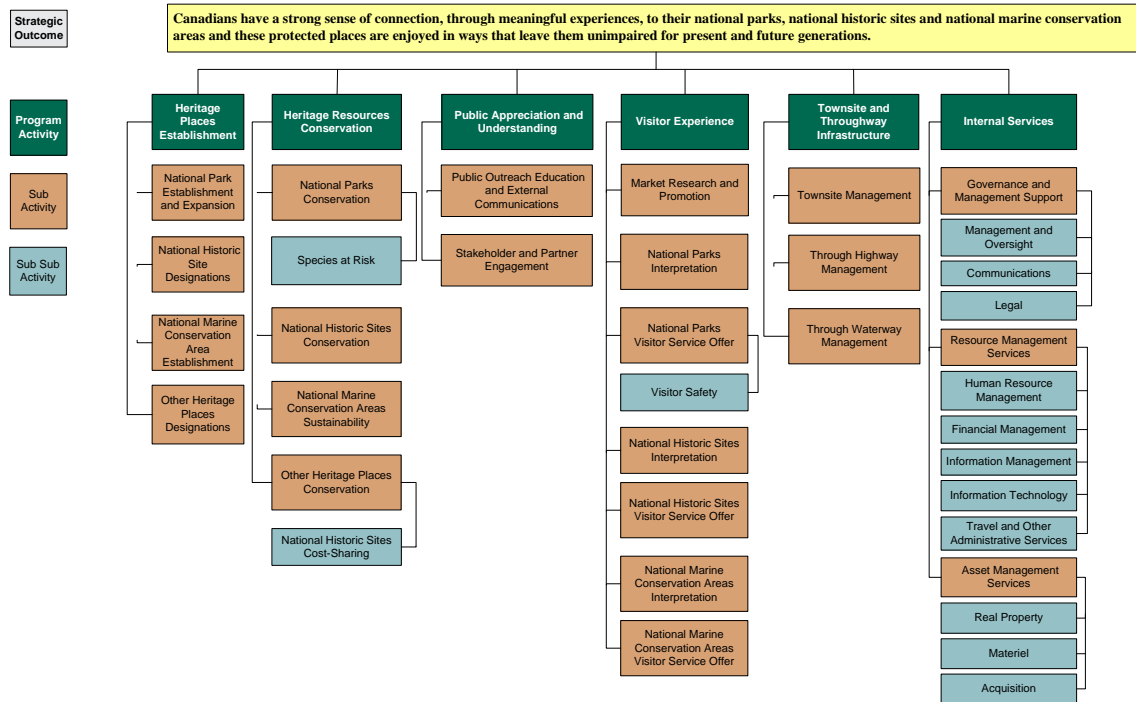 Strategic
Outcome
Canadians have a strong sense of connection, through meaningful experiences, to their national parks, national historic sites and national marine conservation
areas and these protected places are enjoyed in ways that leave them unimpaired for present and future generations.
Program
Activity
Sub
Activity
Sub Sub
Activity
Heritage
Places
Establishment
National Park
Establishment
and Expansion
National Historic
Site
Designations
National Marine
Conservation
Area
Establishment
Other Heritage
Places
Designations
Heritage Resources
Conservation
National Parks
Conservation
Species at Risk
National Historic Sites
Conservation
National Marine
Conservation Areas
Sustainability
Other Heritage Places
Conservation
National Historic Sites
Cost-Sharing
Public Appreciation and
Understanding
Public Outreach Education
and External
Communications
Stakeholder and Partner
Engagement
Visitor Experience
Market Research and
Promotion
National Parks
Interpretation
National Parks
Visitor Service Offer
Visitor Safety
National Historic Sites
Interpretation
National Historic Sites
Visitor Service Offer
National Marine
Conservation Areas
Interpretation
National Marine
Conservation Areas
Visitor Service Offer
Townsite and
Throughway
Infrastructure
Townsite Management
Through Highway
Management
Through Waterway
Management
Internal Services
Governance and
Management Support
Management and
Oversight
Communications
Legal
Resource Management
Services
Human Resource
Management
Financial Management
Information Management
Information Technology
Travel and Other
Administrative Services
Asset Management
Services
Real Property
Materiel
Acquisition